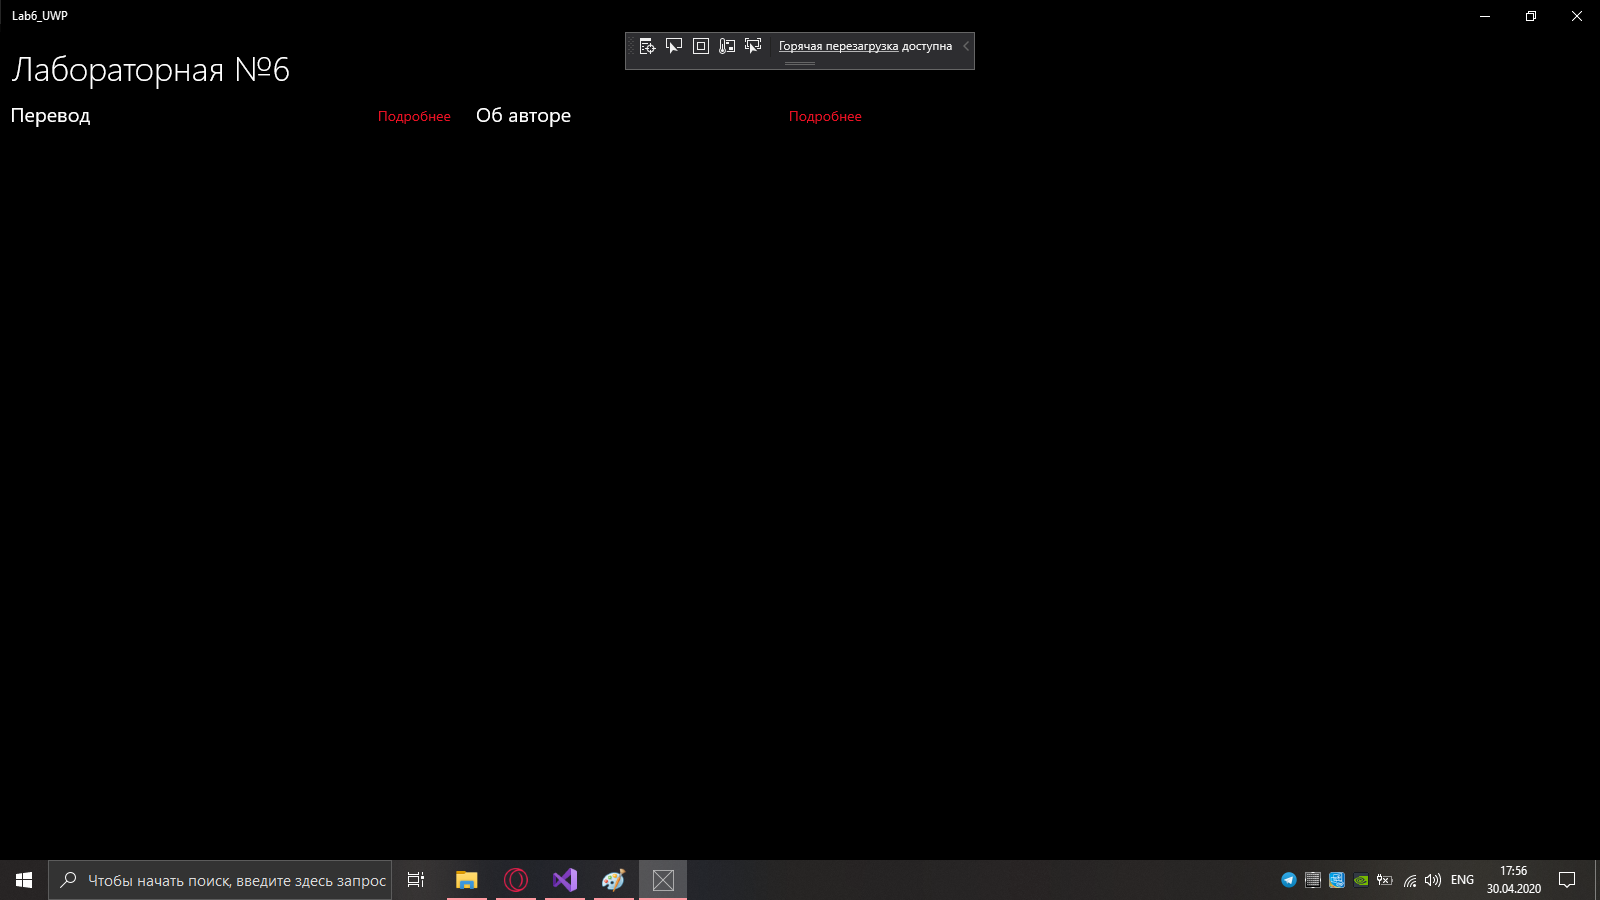 Lab6_UWP
Горячая перезагрузка доступна
Лабораторная №6
Перевод Подробнее Об авторе Подробнее
Чтобы начать поиск, введите здесь запрос
ENG
17:56
30.04.2020